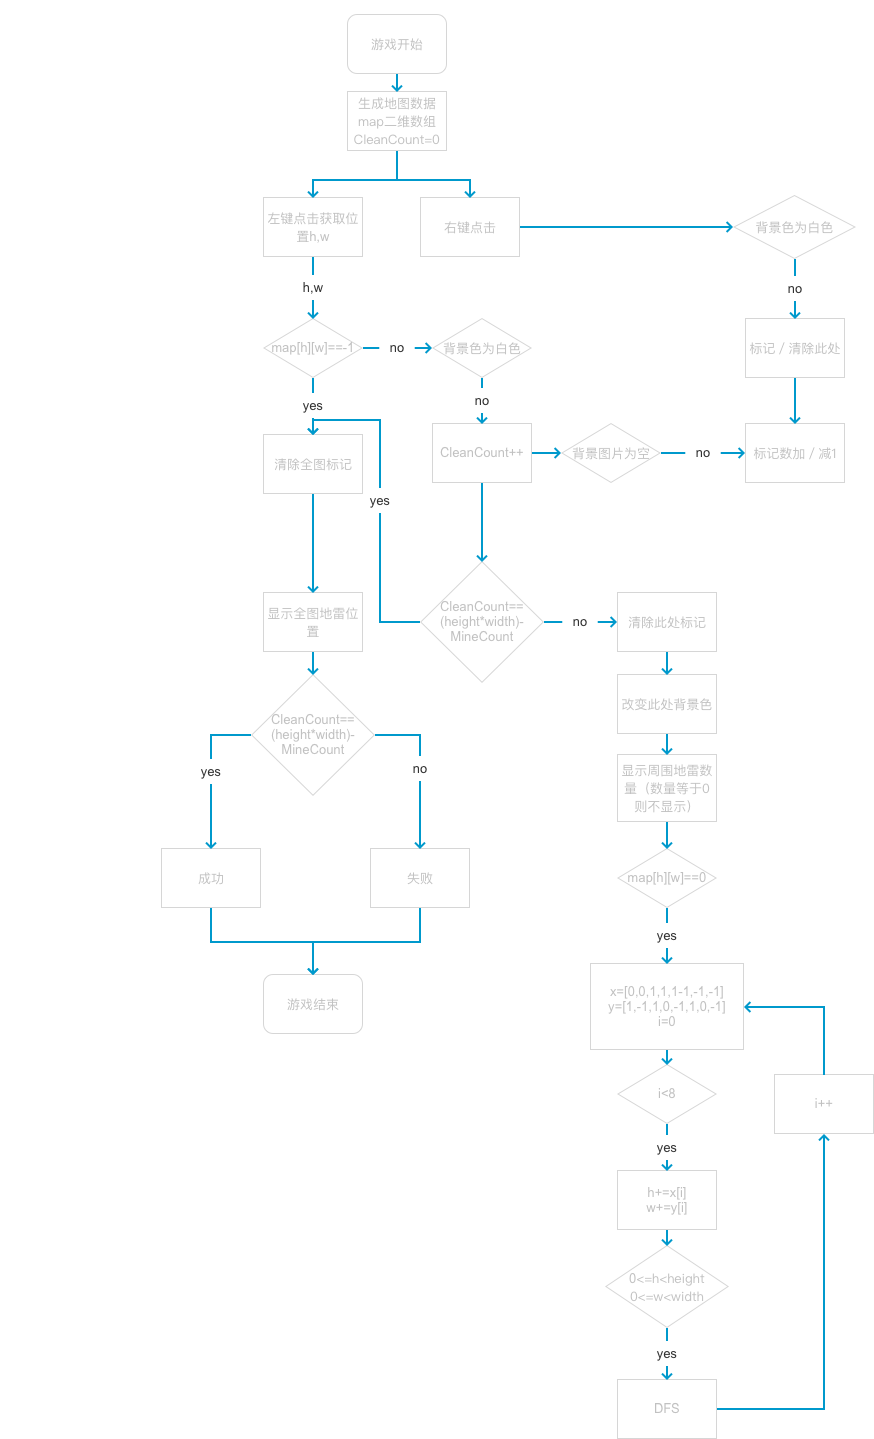 游戏开始
生成地图数据
map二维数组
CleanCount=0
左键点击获取位
置h,w
右键点击
背景色为白色
h,w
no
map[h][w]==-1
no
背景色为白色
标记 / 清除此处
yes
no
清除全图标记
CleanCount++
背景图片为空
no
标记数加 / 减1
yes
显示全图地雷位
置
CleanCount==
(height*width)-
MineCount
no
清除此处标记
改变此处背景色
CleanCount==
(height*width)-
MineCount
yes
no
显示周围地雷数
量（数量等于0
则不显示）
成功
失败
map[h][w]==0
yes
游戏结束
x=[0,0,1,1,1-1,-1,-1]
y=[1,-1,1,0,-1,1,0,-1]
i=0
i<8
i++
yes
h+=x[i]
w+=y[i]
0<=h<height
0<=w<width
yes
DFS